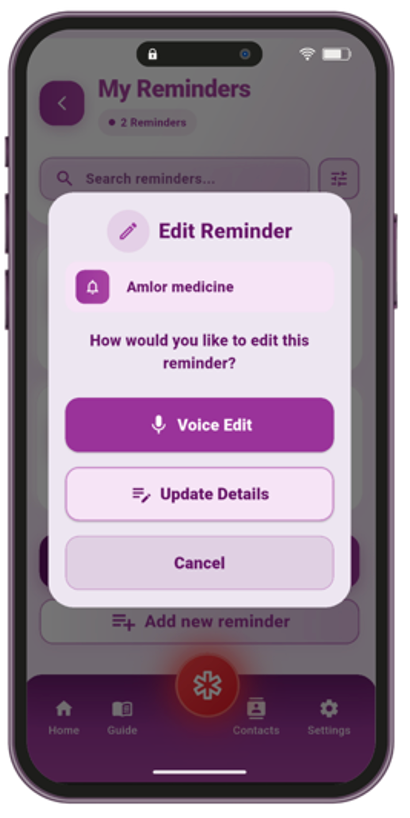 My Reminders
2 Reminders
Search reminders...
Edit Reminder
Amlor medicine
How would you like to edit this
reminder?
Voice Edit
Update Details
Cancel
Add new reminder
Home
Guide
Contacts
Settings